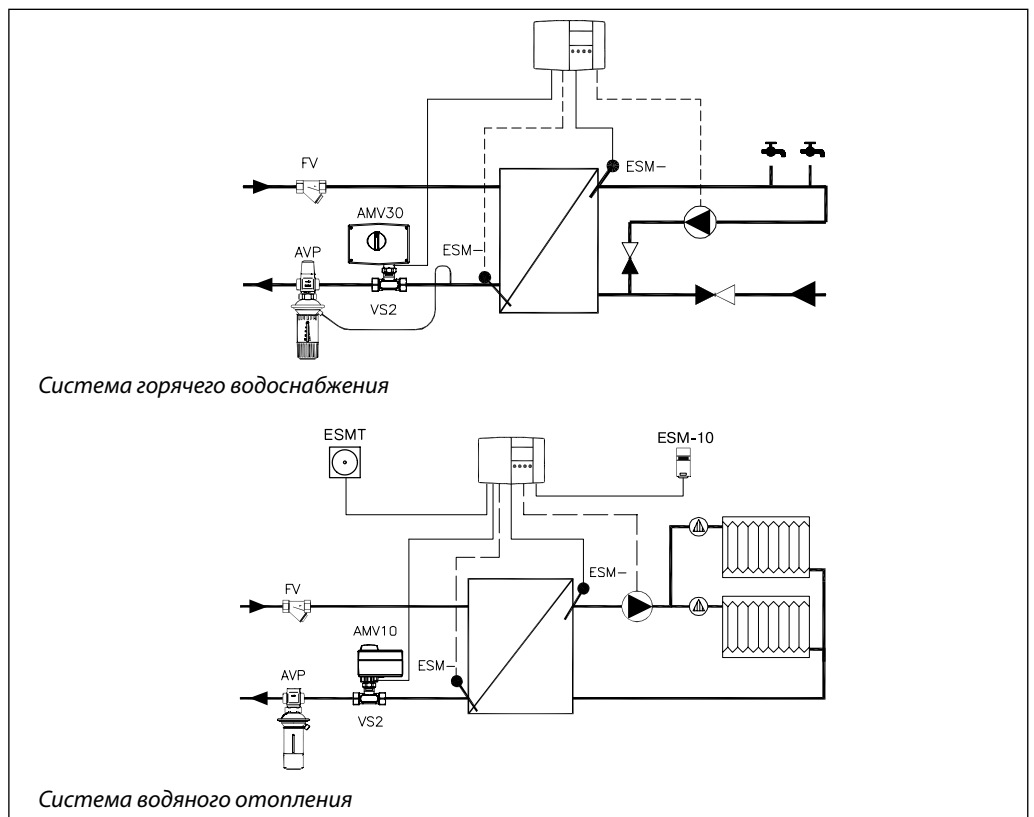 FV
ESM-
AMV30
AVP
ESM-
VS2
Система горячего водоснабжения
ESMT
ESM-10
ESM-
FV
AMV10
ESM-
AVP
VS2
Система водяного отопления